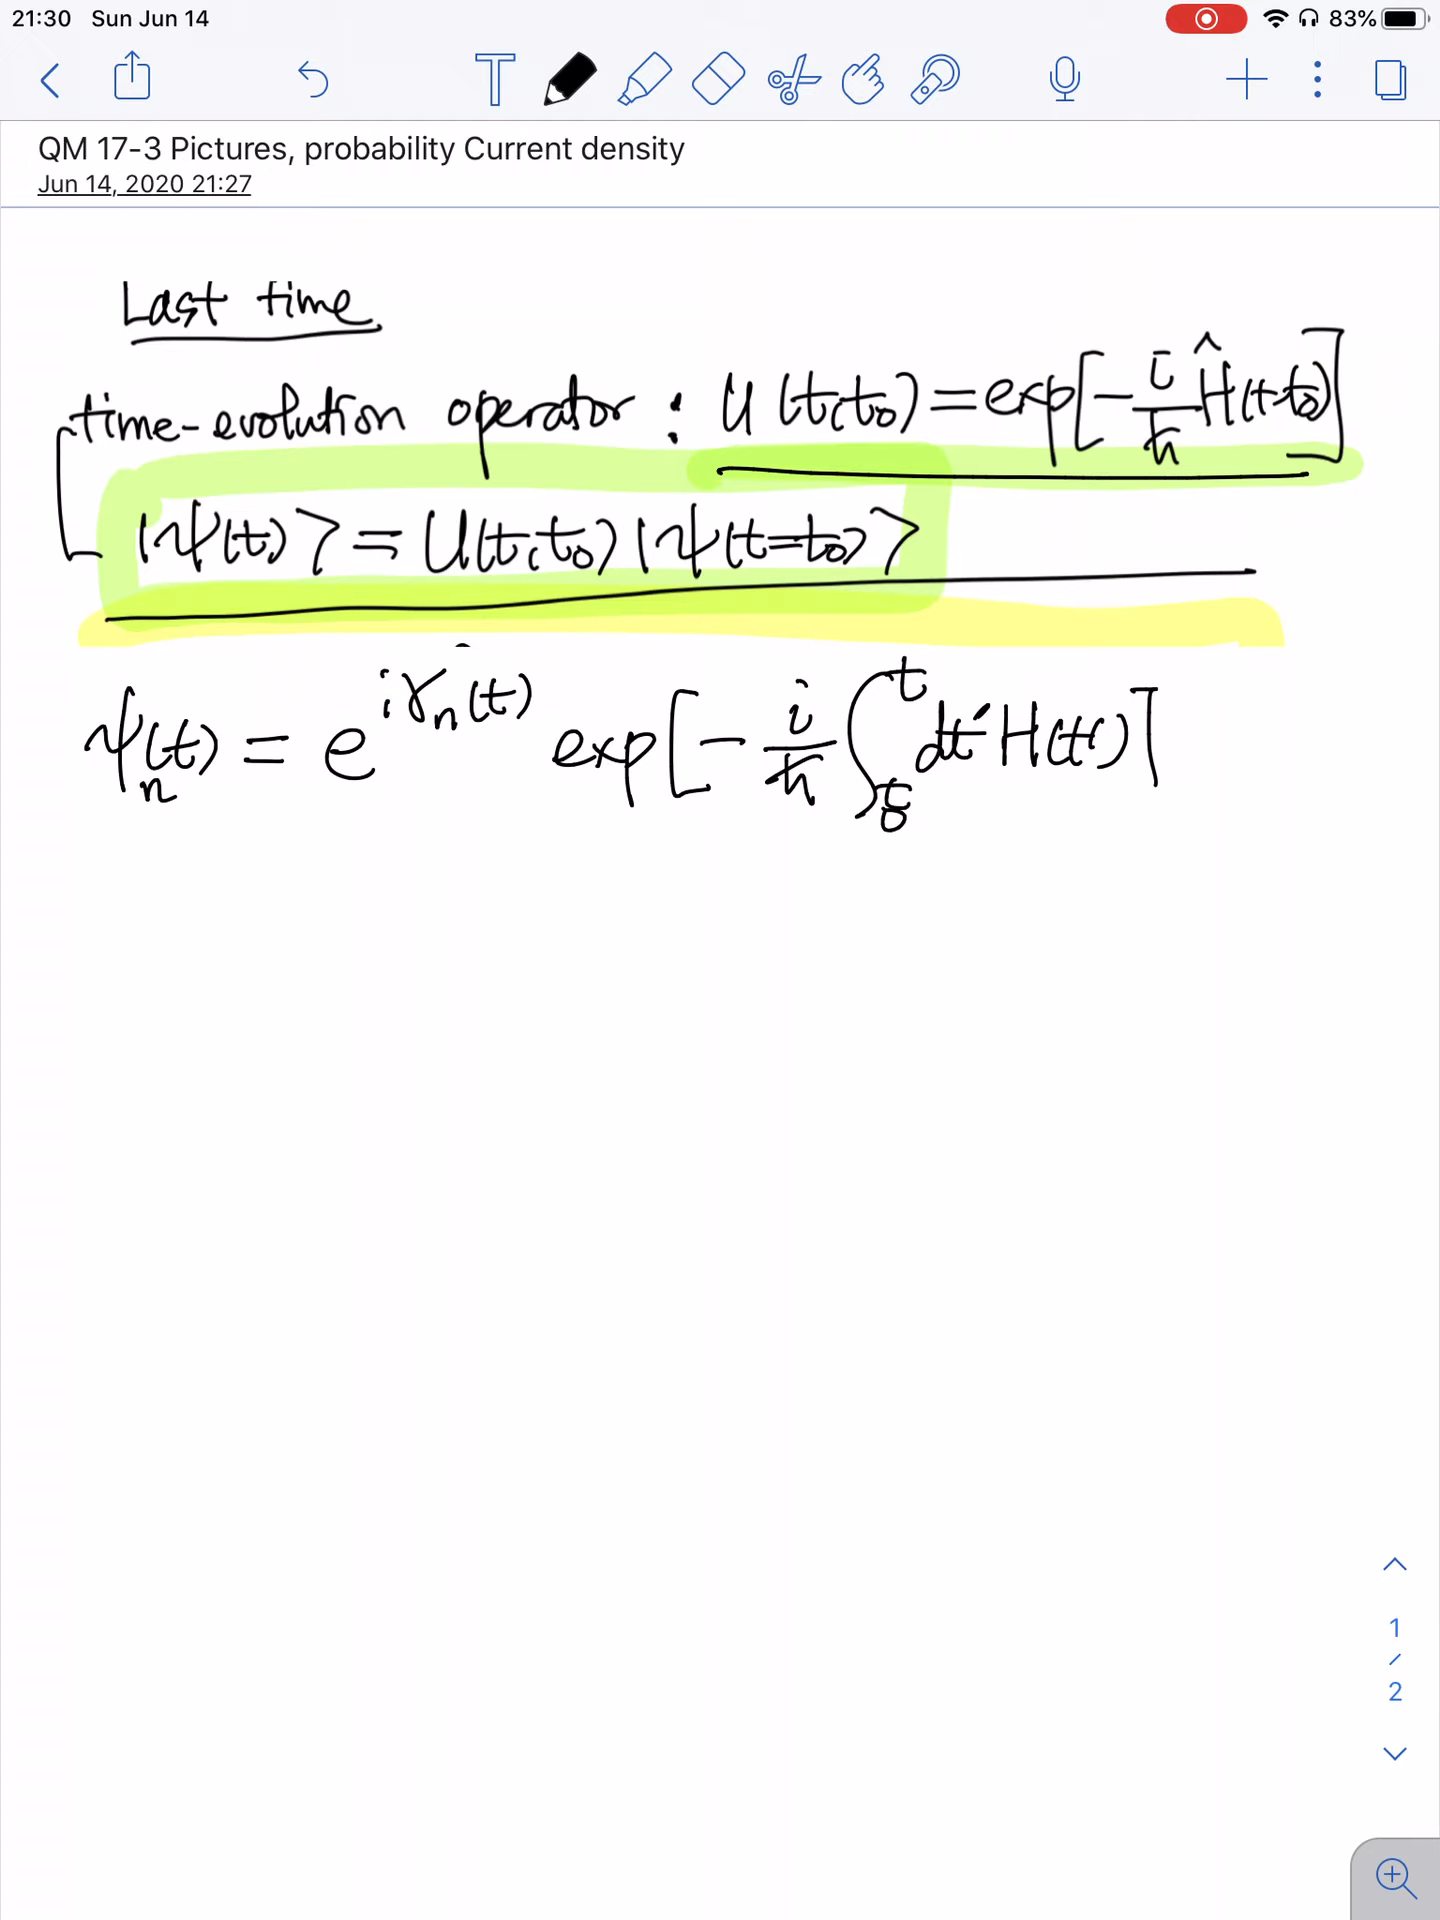 21:30 Sun Jun 14 83%
QM 17-3 Pictures, probability Current density
Jun 14, 2020 21:27
Last time
time-evolution operator : U(t,t₀) = exp[-i/ħ Ĥ(t-t₀)]
|ψ(t)> = U(t,t₀)|ψ(t=t₀)>
ψₙ(t) = e^{iγₙ(t)} exp[-i/ħ ∫_{t₀}^{t} dt' H(t')]
1
/
2